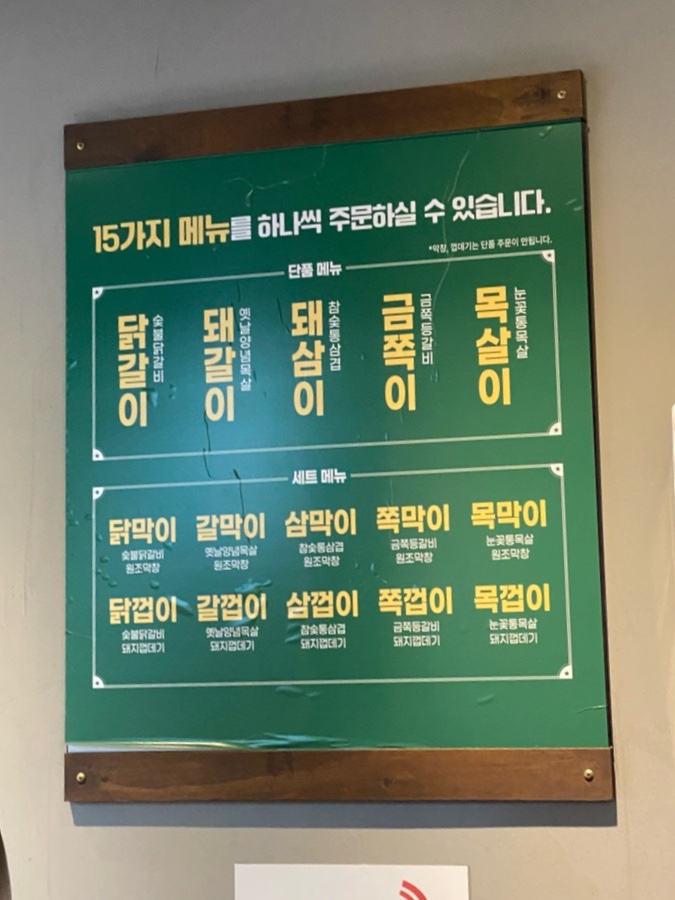 15가지 메뉴를 하나씩 주문하실 수 있습니다.
*막창, 껍데기는 단품 주문이 안됩니다.
단품 메뉴
닭갈이
숯불닭갈비
돼갈이
옛날양념목살
돼삼이
참숯통삼겹
금쪽이
금쪽등갈비
목살이
눈꽃통목살
세트 메뉴
닭막이 갈막이 삼막이 쪽막이 목막이
숯불닭갈비 옛날양념목살 참숯통삼겹 금쪽등갈비 눈꽃통목살
원조막창 원조막창 원조막창 원조막창 원조막창
닭껍이 갈껍이 삼껍이 쪽껍이 목껍이
숯불닭갈비 옛날양념목살 참숯통삼겹 금쪽등갈비 눈꽃통목살
돼지껍데기 돼지껍데기 돼지껍데기 돼지껍데기 돼지껍데기